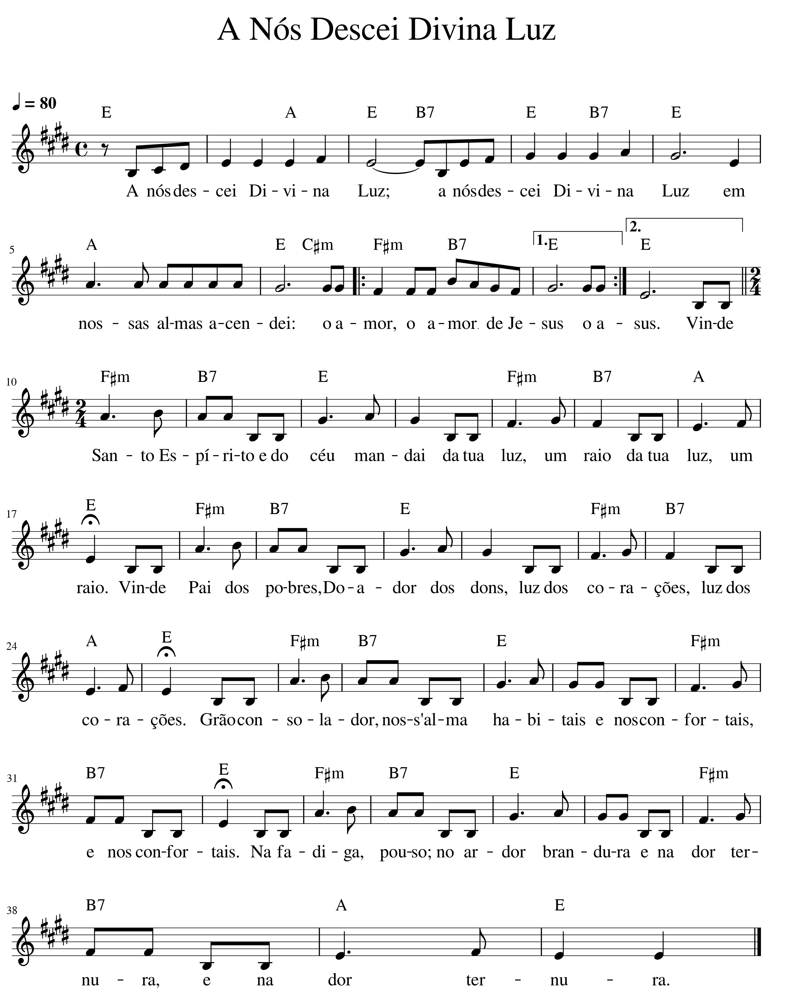 A Nós Descei Divina Luz
♩ = 80
E A E B7 E B7 E
A nós des - cei Di - vi - na Luz; a nós des - cei Di - vi - na Luz em
1. 2.
5 A E C♯m F♯m B7 E E
nos - sas al - mas a - cen - dei: o a - mor, o a - mor. de Je - sus o a - sus. Vin - de
10 F♯m B7 E F♯m B7 A
2/4
San - to Es - pí - ri - to e do céu man - dai da tua luz, um raio da tua luz, um
17 E F♯m B7 E F♯m B7
raio. Vin - de Pai dos po - bres, Do - a - dor dos dons, luz dos co - ra - ções, luz dos
24 A E F♯m B7 E F♯m
co - ra - ções. Grão con - so - la - dor, nos - s'al - ma ha - bi - tais e nos con - for - tais,
31 B7 E F♯m B7 E F♯m
e nos con - for - tais. Na fa - di - ga, pou - so; no ar - dor bran - du - ra e na dor ter -
38 B7 A E
nu - ra, e na dor ter - nu - ra.